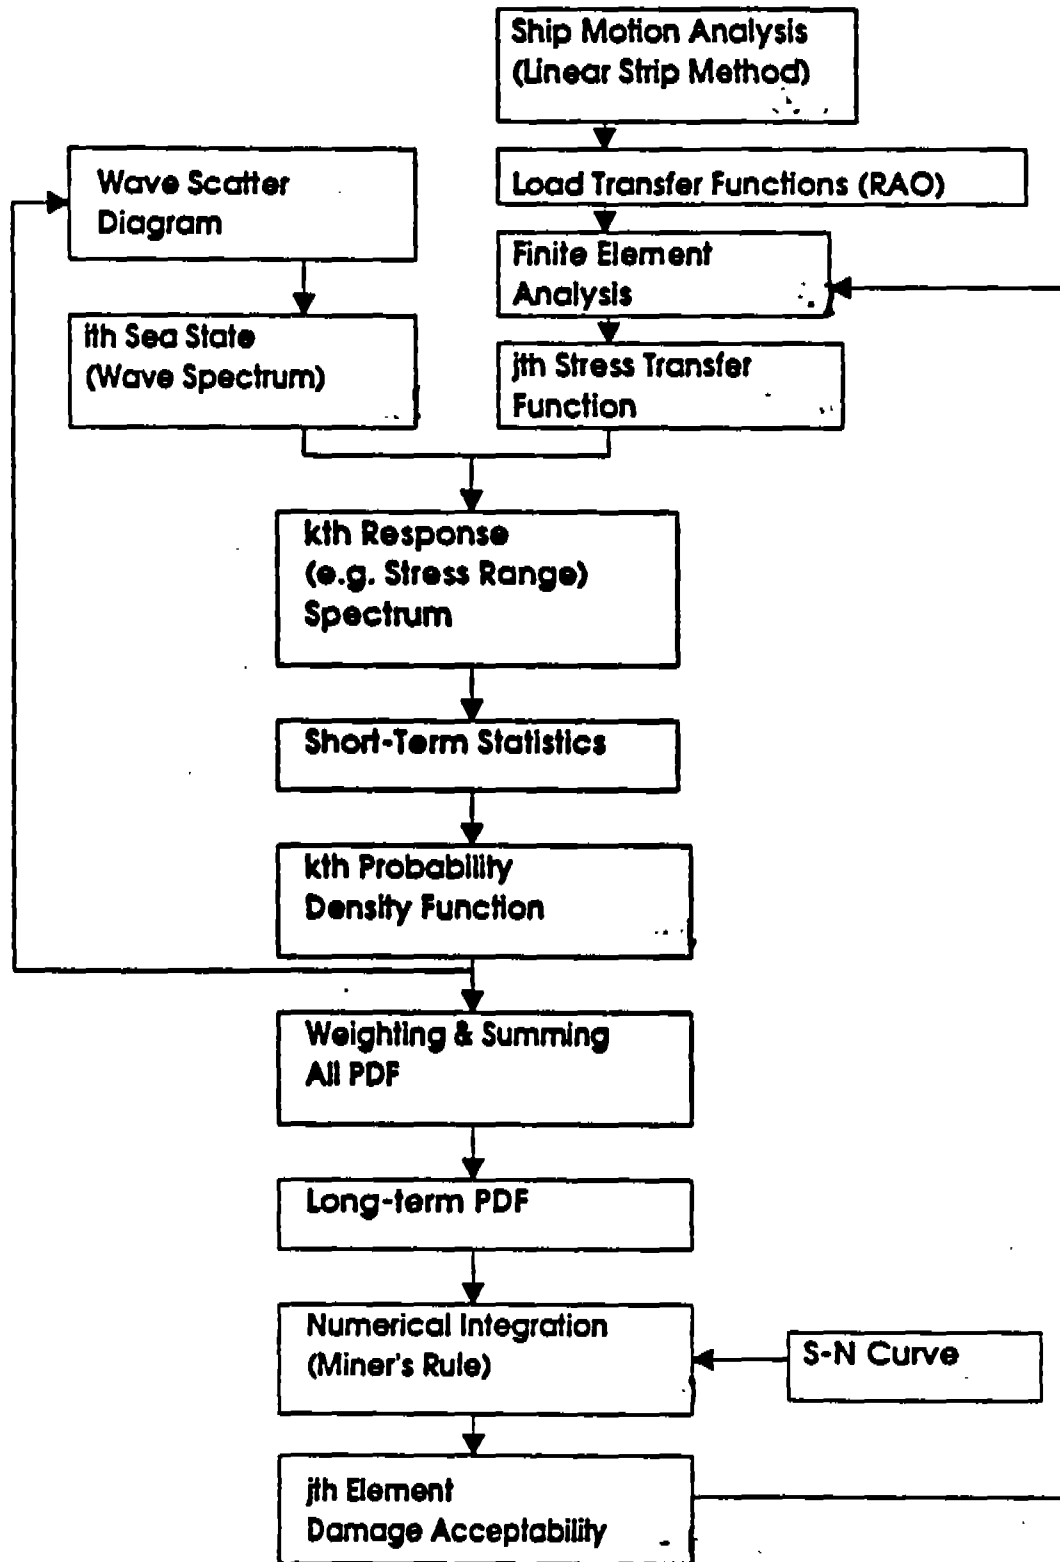 Ship Motion Analysis
(Linear Strip Method)
Wave Scatter
Diagram
Load Transfer Functions (RAO)
Finite Element
Analysis
ith Sea State
(Wave Spectrum)
jth Stress Transfer
Function
kth Response
(e.g. Stress Range)
Spectrum
Short-Term Statistics
kth Probability
Density Function
Weighting & Summing
All PDF
Long-term PDF
Numerical Integration
(Miner's Rule)
S-N Curve
jth Element
Damage Acceptability